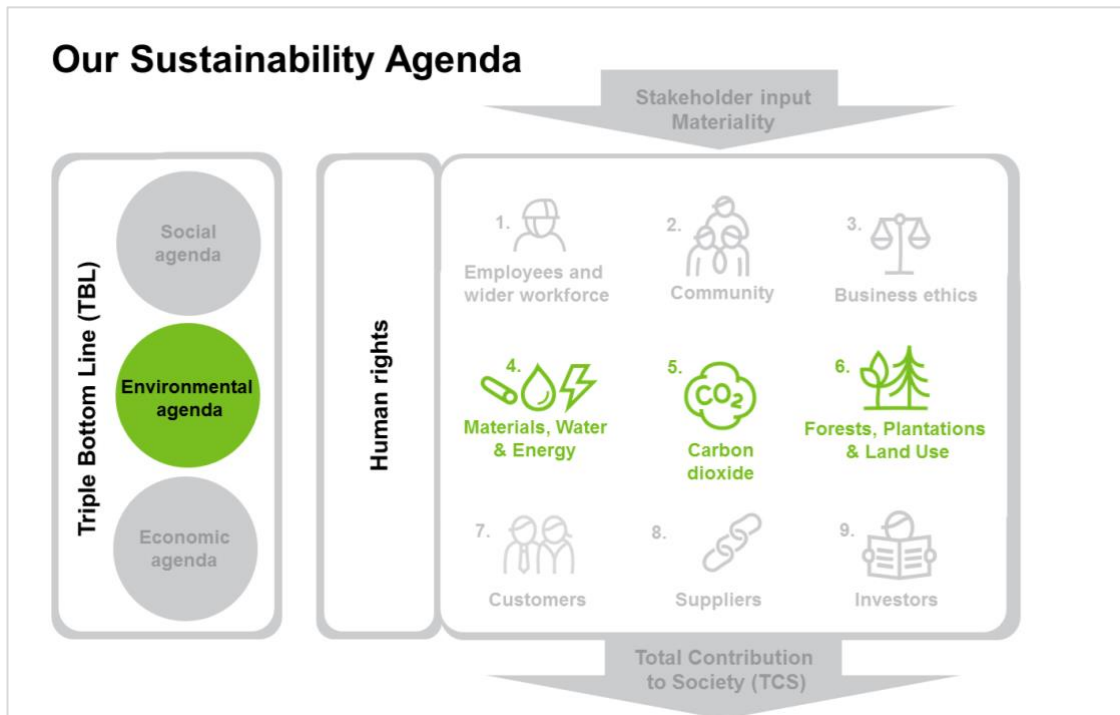 Our Sustainability Agenda
Stakeholder input
Materiality
Triple Bottom Line (TBL)
Social
agenda
Environmental
agenda
Economic
agenda
Human rights
1.
Employees and
wider workforce
2.
Community
3.
Business ethics
4.
Materials, Water
& Energy
5.
CO2
Carbon
dioxide
6.
Forests, Plantations
& Land Use
7.
Customers
8.
Suppliers
9.
Investors
Total Contribution
to Society (TCS)